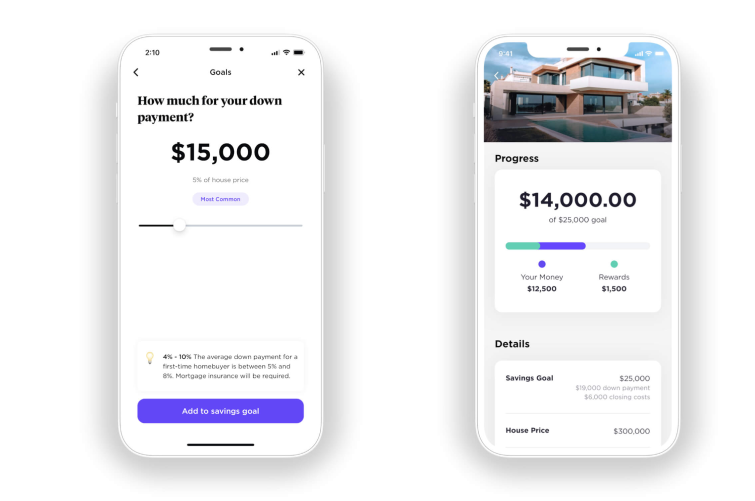 2:10
Goals
How much for your down
payment?
$15,000
5% of house price
Most Common
4% - 10% The average down payment for a
first-time homebuyer is between 5% and
8%. Mortgage insurance will be required.
Add to savings goal
9:41
Progress
$14,000.00
of $25,000 goal
Your Money
$12,500
Rewards
$1,500
Details
Savings Goal
$25,000
$19,000 down payment
$6,000 closing costs
House Price
$300,000